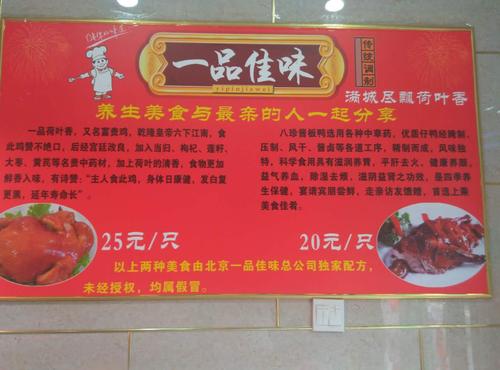 一品佳味
yipinjiawei
传统调制
满城尽飘荷叶香
养生美食与最亲的人一起分享
一品荷叶香,又名富贵鸡,乾隆皇帝六下江南,食
此鸡赞不绝口,后经宫廷改良,加入当归、枸杞、莲籽、
大枣、黄芪等名贵中药材,加上荷叶的清香,食物更加
鲜香入味,有诗赞:“主人食此鸡,身体日康健,发白复
更黑,延年寿命长”。
25元/只
八珍酱板鸭选用各种中草药,优质仔鸭经腌制、
压制、风干、酱卤等各道工序,精制而成,风味独
特,科学食用具有滋润养胃,平肝去火,健康养颜,
益气养血,除湿去烦,滋阴益肾之功效,是四季养
生保健,宴请宾朋尝鲜,走亲访友馈赠,首选上乘
美食佳肴。
20元/只
以上两种美食由北京一品佳味总公司独家配方,
未经授权,均属假冒。